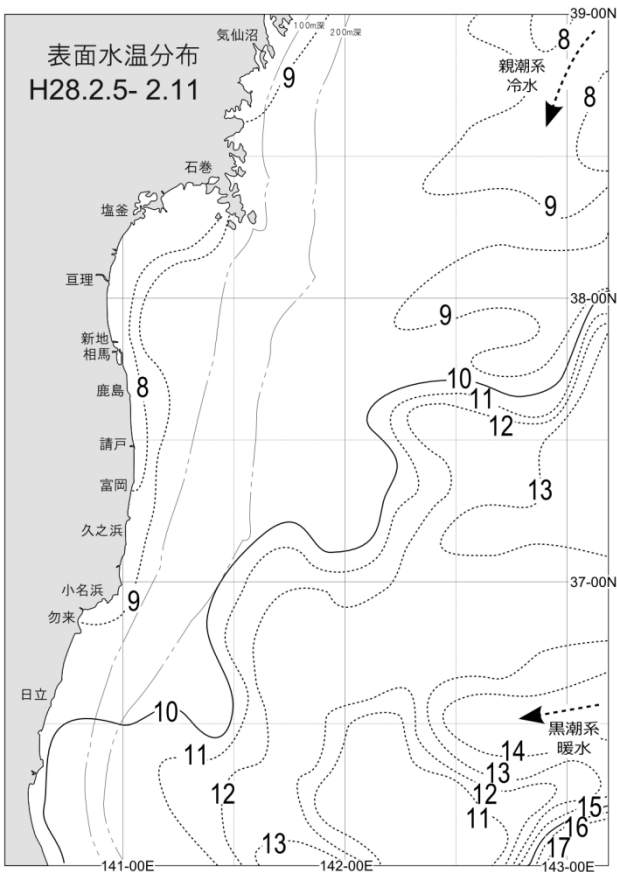 表面水温分布
H28.2.5- 2.11
気仙沼
100m深
200m深
39-00N
8
親潮系
冷水
8
9
石巻
塩釜
9
亘理
38-00N
9
新地
相馬
鹿島
8
10
11
12
請戸
富岡
13
久之浜
37-00N
小名浜
9
勿来
日立
10
黒潮系
暖水
11
14
13
12
12
11
15
16
13
17
141-00E
142-00E
143-00E